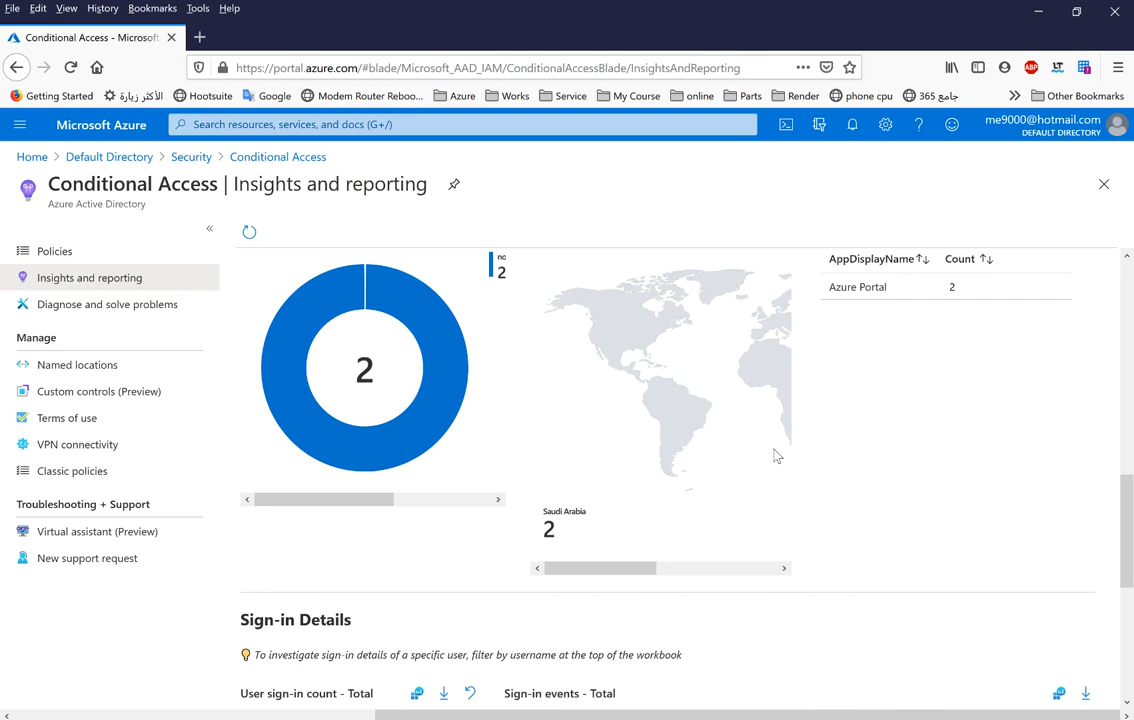 File Edit View History Bookmarks Tools Help
Conditional Access - Microsoft
https://portal.azure.com/#blade/Microsoft_AAD_IAM/ConditionalAccessBlade/InsightsAndReporting
ABP
Getting Started الأكثر زيارة Hootsuite Google Modem Router Reboo... Azure Works Service My Course online Parts Render phone cpu جامع 365 Other Bookmarks
Microsoft Azure
Search resources, services, and docs (G+/)
me9000@hotmail.com
DEFAULT DIRECTORY
Home > Default Directory > Security > Conditional Access
Conditional Access | Insights and reporting
Azure Active Directory
Policies
Insights and reporting
Diagnose and solve problems
Manage
Named locations
Custom controls (Preview)
Terms of use
VPN connectivity
Classic policies
Troubleshooting + Support
Virtual assistant (Preview)
New support request
2
nc
2
Saudi Arabia
2
AppDisplayName↑↓ Count ↑↓
Azure Portal 2
Sign-in Details
To investigate sign-in details of a specific user, filter by username at the top of the workbook
User sign-in count - Total
Sign-in events - Total